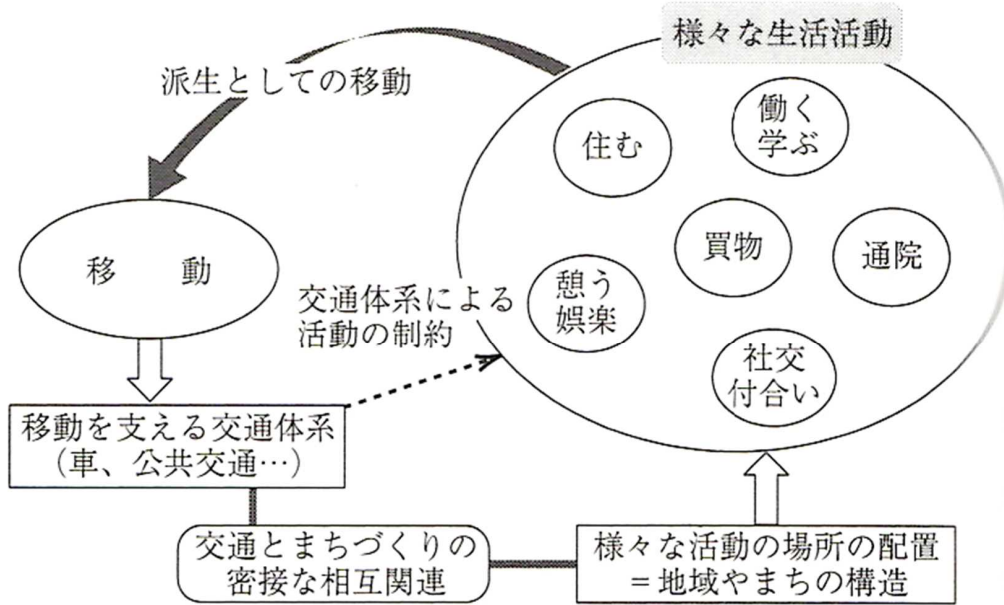 様々な生活活動
派生としての移動
住む
働く
学ぶ
買物
通院
憩う
娯楽
社交
付合い
移　動
交通体系による
活動の制約
移動を支える交通体系
（車、公共交通…）
交通とまちづくりの
密接な相互関連
様々な活動の場所の配置
＝地域やまちの構造